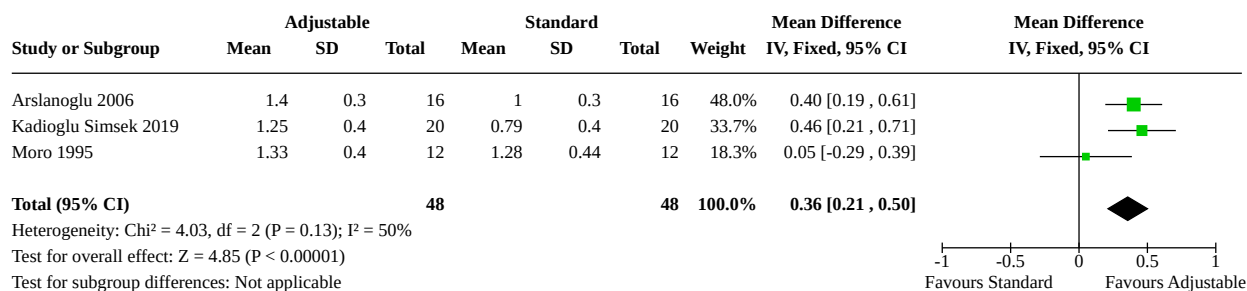 Adjustable Standard Mean Difference Mean Difference
Study or Subgroup Mean SD Total Mean SD Total Weight IV, Fixed, 95% CI IV, Fixed, 95% CI
Arslanoglu 2006 1.4 0.3 16 1 0.3 16 48.0% 0.40 [0.19 , 0.61]
Kadioglu Simsek 2019 1.25 0.4 20 0.79 0.4 20 33.7% 0.46 [0.21 , 0.71]
Moro 1995 1.33 0.4 12 1.28 0.44 12 18.3% 0.05 [-0.29 , 0.39]
Total (95% CI) 48 48 100.0% 0.36 [0.21 , 0.50]
Heterogeneity: Chi² = 4.03, df = 2 (P = 0.13); I² = 50%
Test for overall effect: Z = 4.85 (P < 0.00001)
-1 -0.5 0 0.5 1
Test for subgroup differences: Not applicable
Favours Standard Favours Adjustable